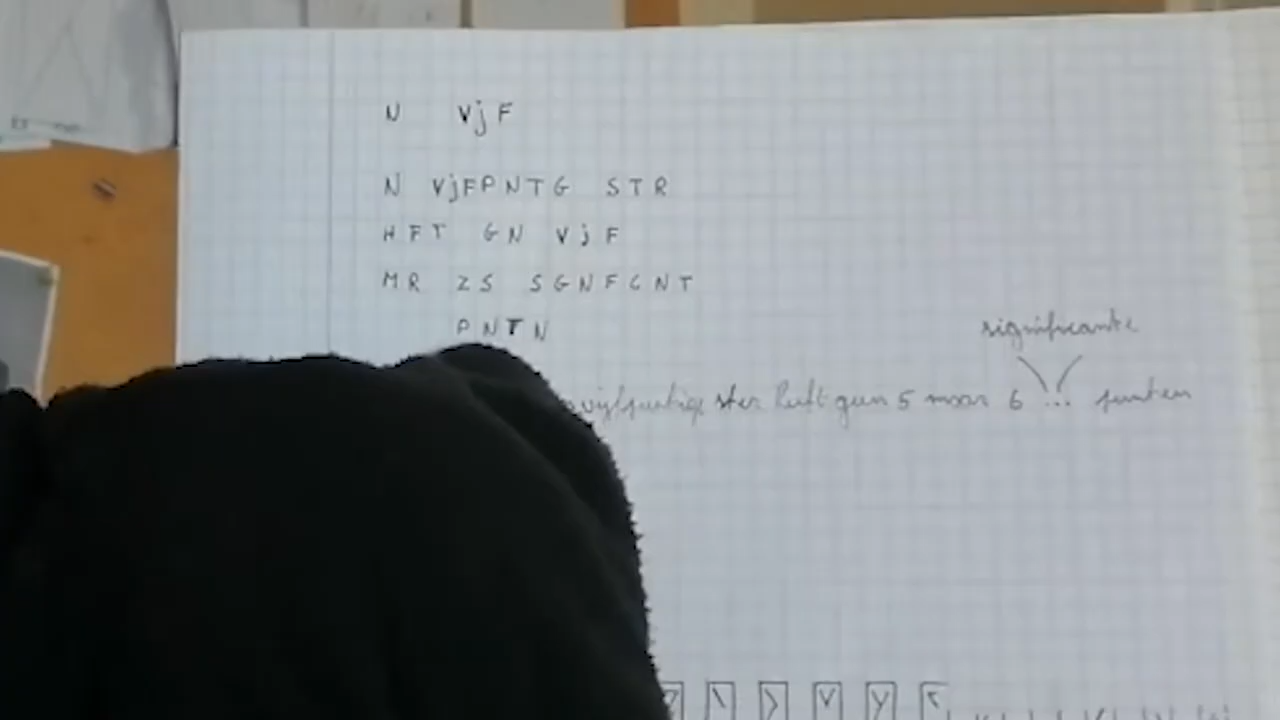 N VjF
N VjFPNTG STR
HFT GN VjF
MR ZS SGNFCNT
PNTN
significante
vijfpuntige ster heeft geen 5 maar 6 ... punten